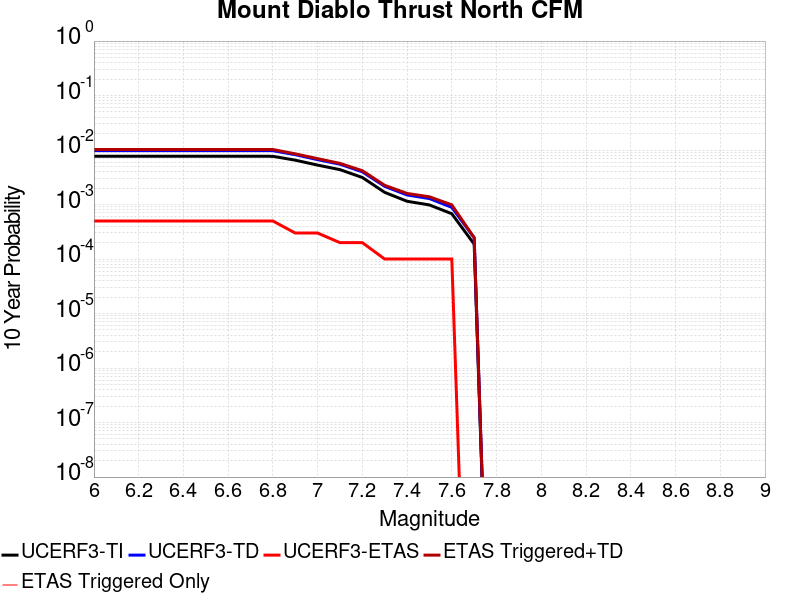 Mount Diablo Thrust North CFM
10^0
10^-1
10^-2
10^-3
10^-4
10^-5
10^-6
10^-7
10^-8
10 Year Probability
6 6.2 6.4 6.6 6.8 7 7.2 7.4 7.6 7.8 8 8.2 8.4 8.6 8.8 9
Magnitude
UCERF3-TI UCERF3-TD UCERF3-ETAS ETAS Triggered+TD
ETAS Triggered Only